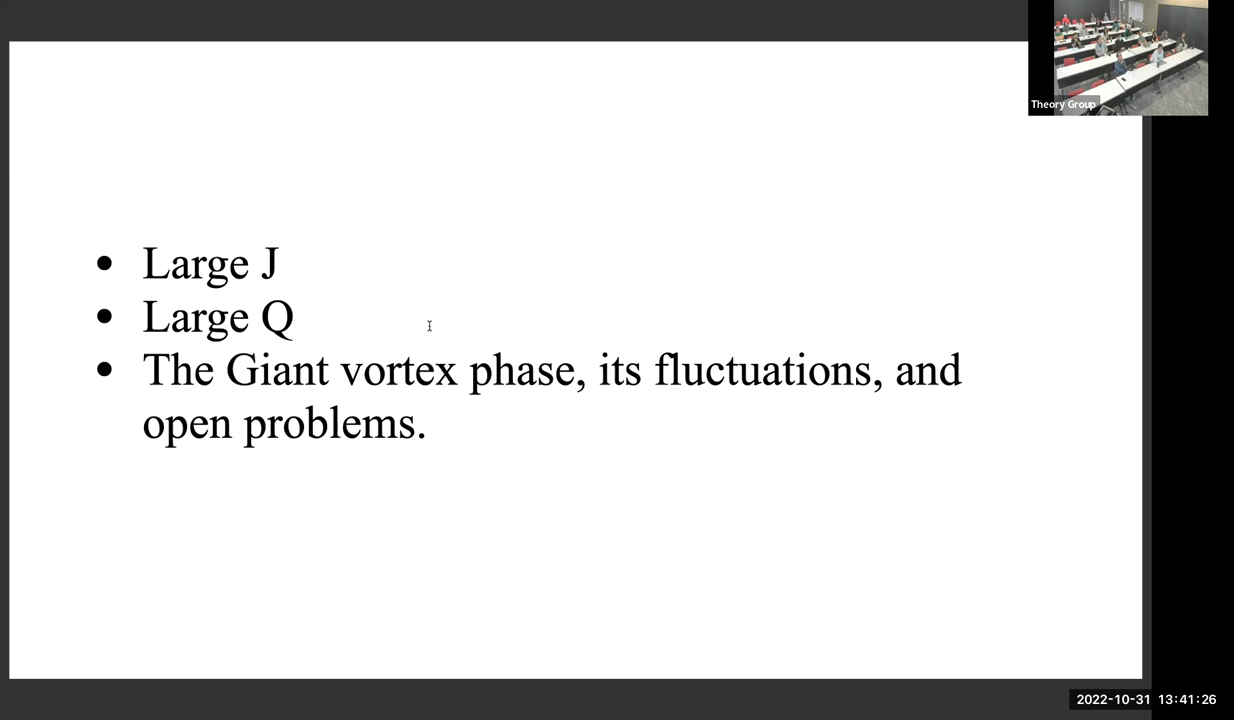 Theory Group
• Large J
• Large Q
• The Giant vortex phase, its fluctuations, and
open problems.
2022-10-31 13:41:26